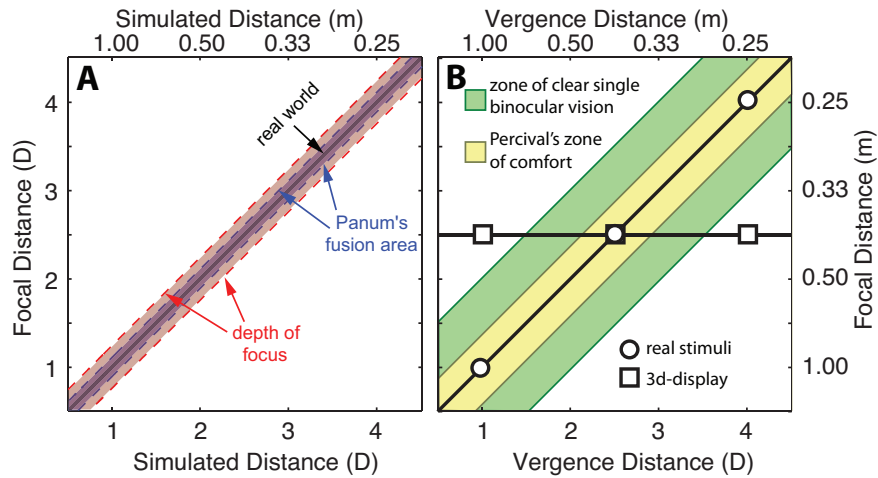 Simulated Distance (m)
1.00 0.50 0.33 0.25
A
4
3
2
1
Focal Distance (D)
real world
Panum's
fusion area
depth of
focus
1 2 3 4
Simulated Distance (D)
Vergence Distance (m)
1.00 0.50 0.33 0.25
B
zone of clear single
binocular vision
Percival's zone
of comfort
real stimuli
3d-display
0.25
0.33
0.50
1.00
Focal Distance (m)
1 2 3 4
Vergence Distance (D)